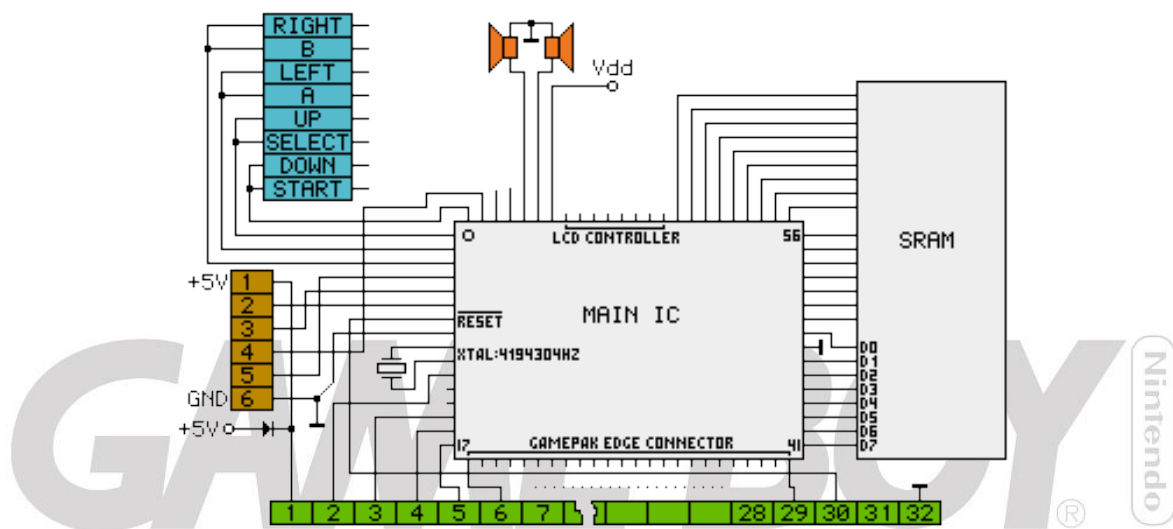 RIGHT
B
LEFT
A
UP
SELECT
DOWN
START
Vdd
SRAM
LCD CONTROLLER
56
MAIN IC
RESET
XTAL:4194304HZ
17
GAMEPAK EDGE CONNECTOR
41
D0
D1
D2
D3
D4
D5
D6
D7
+5V
1
2
3
4
5
GND
6
+5V
GAME BOY
®
Nintendo
1 2 3 4 5 6 7 28 29 30 31 32